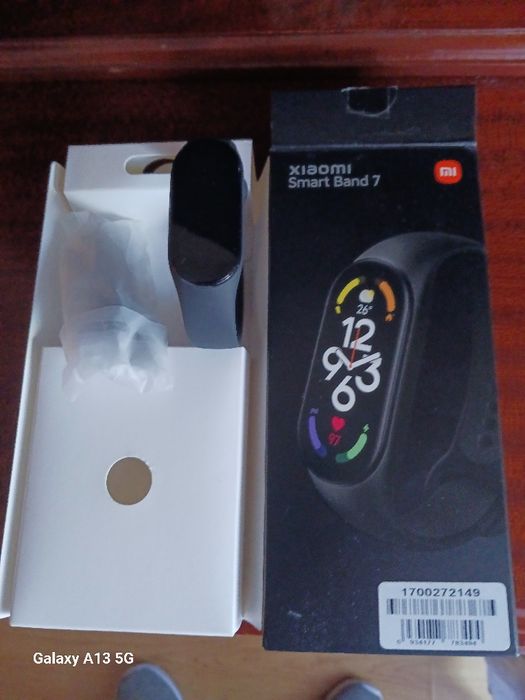 xiaomi
Smart Band 7
mi
26°
12
9 3
6
97
1700272149
Galaxy A13 5G